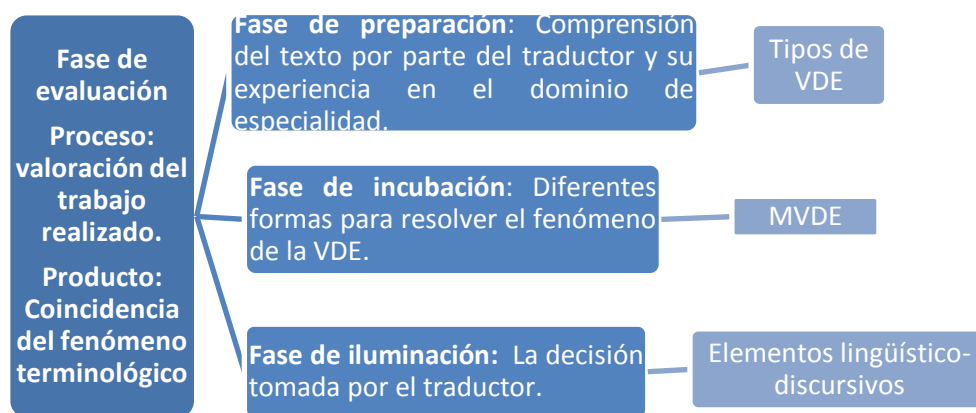 Fase de
evaluación
Proceso:
valoración del
trabajo
realizado.
Producto:
Coincidencia
del fenómeno
terminológico
Fase de preparación: Comprensión
del texto por parte del traductor y su
experiencia en el dominio de
especialidad.
Tipos de
VDE
Fase de incubación: Diferentes
formas para resolver el fenómeno
de la VDE.
MVDE
Fase de iluminación: La decisión
tomada por el traductor.
Elementos lingüístico-
discursivos